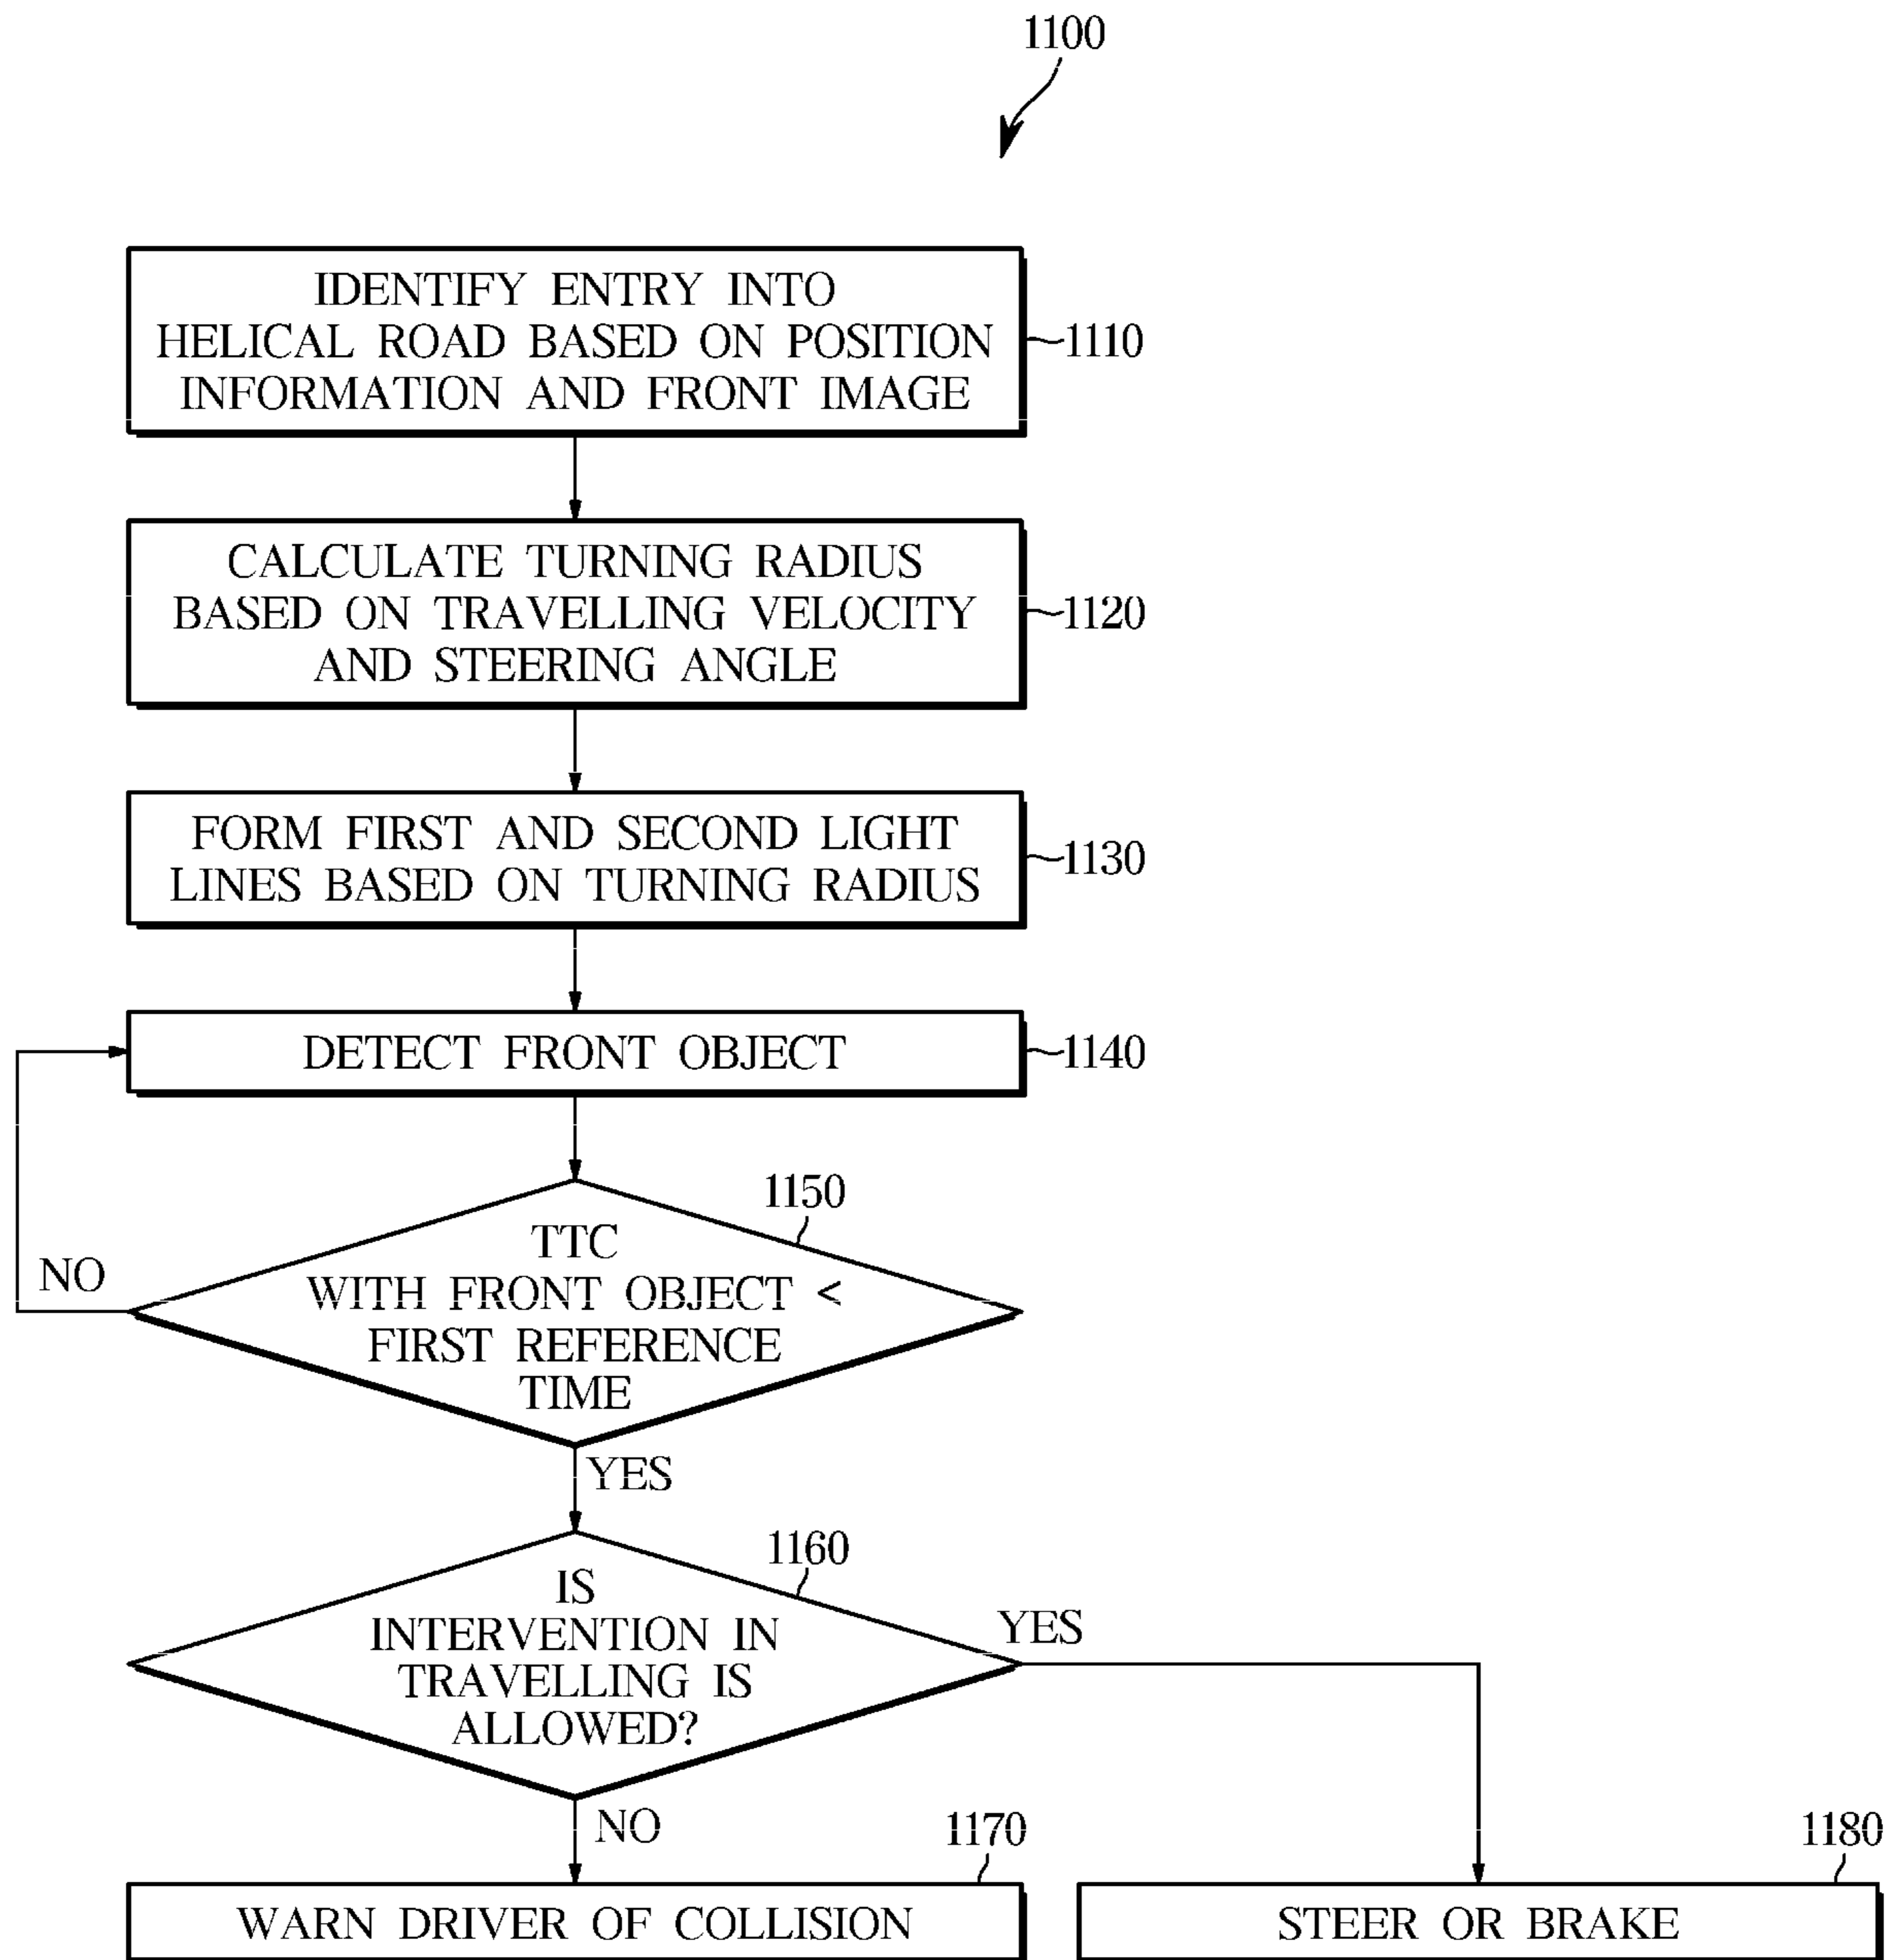 1100
IDENTIFY ENTRY INTO
HELICAL ROAD BASED ON POSITION
INFORMATION AND FRONT IMAGE
1110
CALCULATE TURNING RADIUS
BASED ON TRAVELLING VELOCITY
AND STEERING ANGLE
1120
FORM FIRST AND SECOND LIGHT
LINES BASED ON TURNING RADIUS
1130
DETECT FRONT OBJECT
1140
1150
TTC
WITH FRONT OBJECT <
FIRST REFERENCE
TIME
NO
YES
1160
IS
INTERVENTION IN
TRAVELLING IS
ALLOWED?
YES
NO
1170
WARN DRIVER OF COLLISION
1180
STEER OR BRAKE